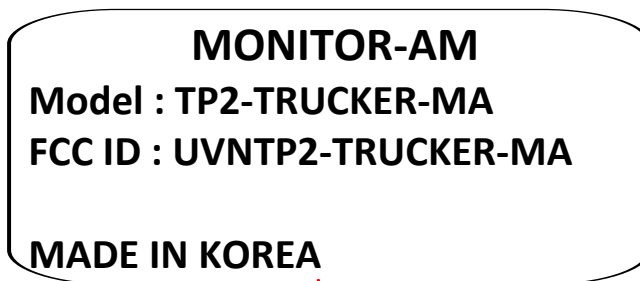 MONITOR-AM
Model : TP2-TRUCKER-MA
FCC ID : UVNTP2-TRUCKER-MA
MADE IN KOREA